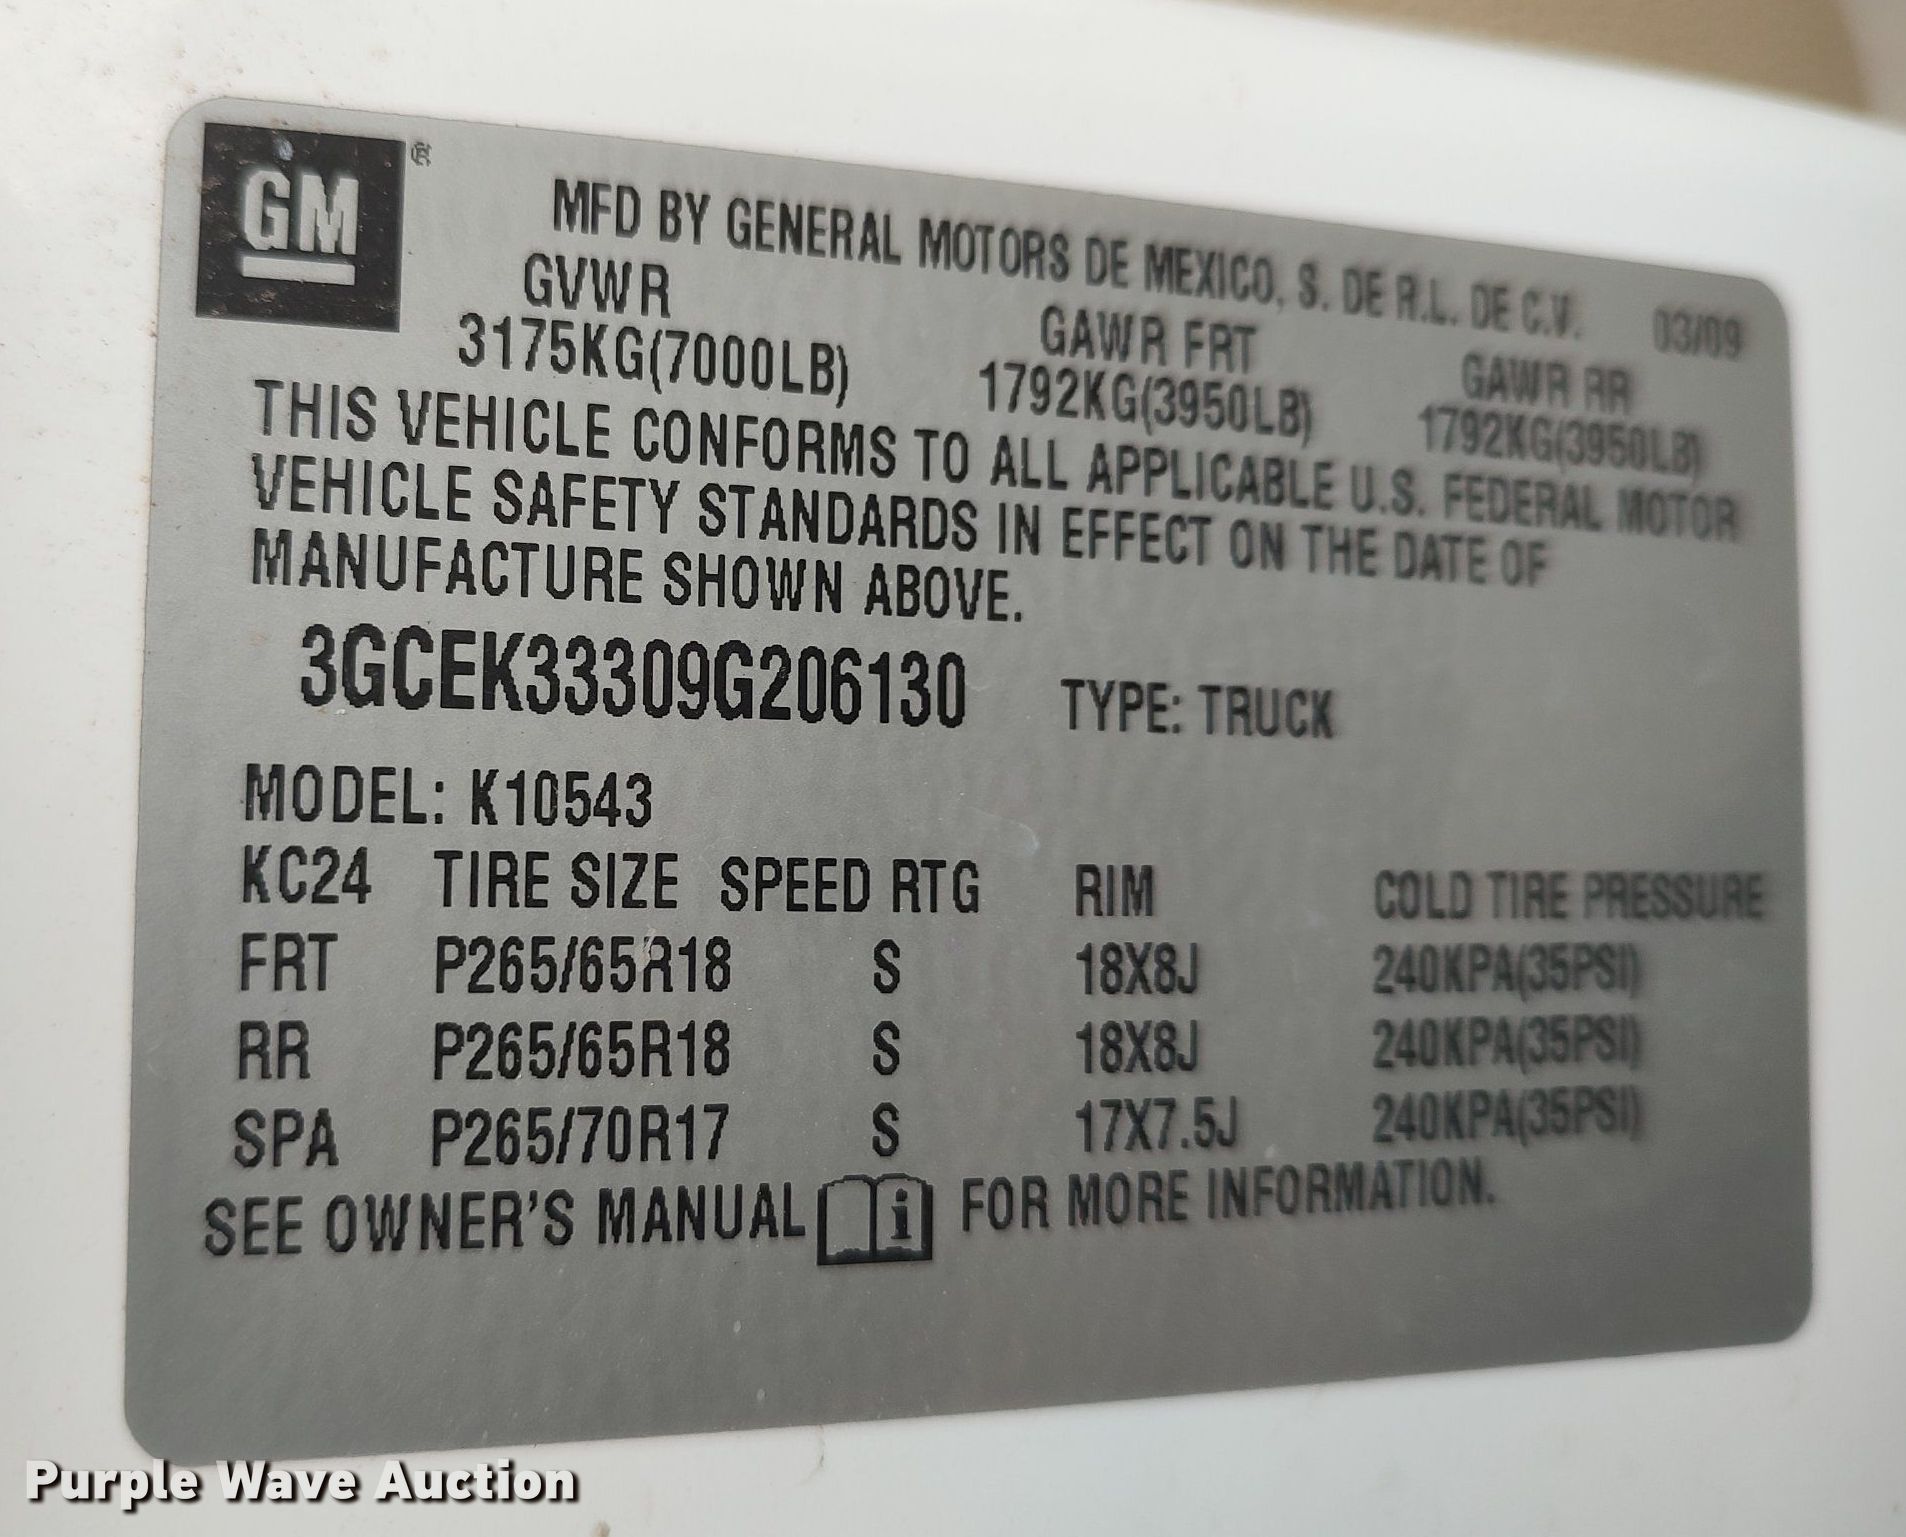 GM®
MFD BY GENERAL MOTORS DE MEXICO, S. DE R.L. DE C.V. 03/09
GVWR GAWR FRT GAWR RR
3175KG(7000LB) 1792KG(3950LB) 1792KG(3950LB)
THIS VEHICLE CONFORMS TO ALL APPLICABLE U.S. FEDERAL MOTOR
VEHICLE SAFETY STANDARDS IN EFFECT ON THE DATE OF
MANUFACTURE SHOWN ABOVE.
3GCEK33309G206130 TYPE: TRUCK
MODEL: K10543
KC24 TIRE SIZE SPEED RTG RIM COLD TIRE PRESSURE
FRT P265/65R18 S 18X8J 240KPA(35PSI)
RR P265/65R18 S 18X8J 240KPA(35PSI)
SPA P265/70R17 S 17X7.5J 240KPA(35PSI)
SEE OWNER'S MANUAL i FOR MORE INFORMATION.
Purple Wave Auction